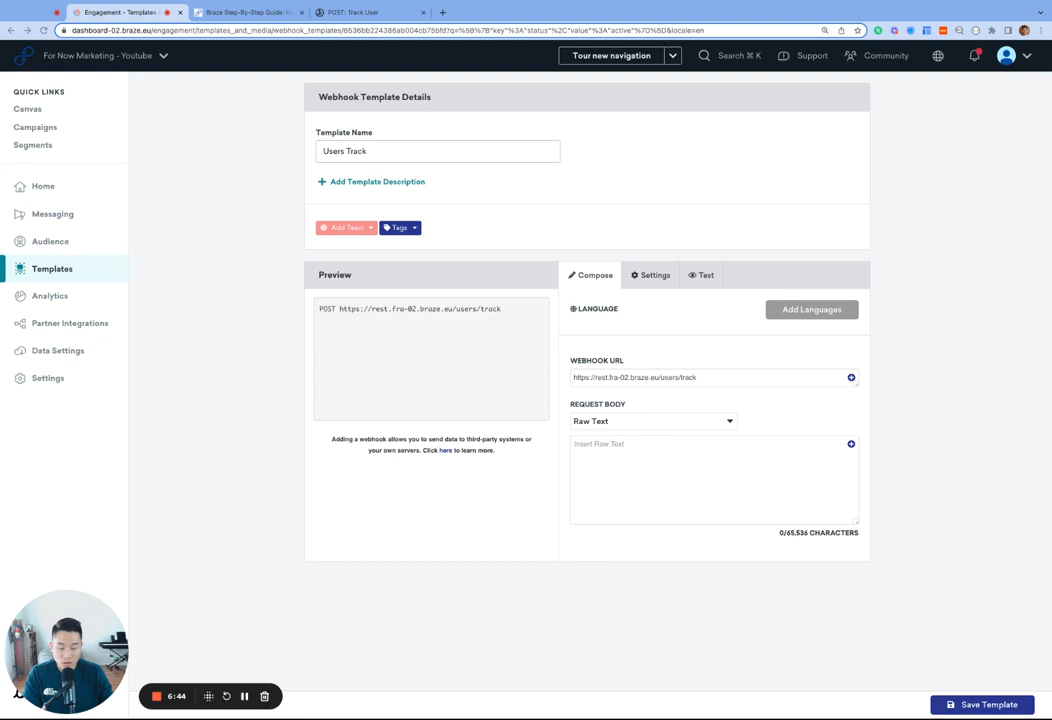 Engagement - Templates
Braze Step-By-Step Guide: H
POST: Track User
dashboard-02.braze.eu/engagement/templates_and_media/webhook_templates/6536bb224386ab004cb75bfd?q=%5B%7B"key"%3A"status"%2C"value"%3A"active"%7D%5D&locale=en
For Now Marketing - Youtube
Tour new navigation
Search ⌘ K
Support
Community
QUICK LINKS
Canvas
Campaigns
Segments
Home
Messaging
Audience
Templates
Analytics
Partner Integrations
Data Settings
Settings
Webhook Template Details
Template Name
Users Track
+ Add Template Description
Add Team
Tags
Preview
Compose
Settings
Test
POST https://rest.fra-02.braze.eu/users/track
Adding a webhook allows you to send data to third-party systems or
your own servers. Click here to learn more.
LANGUAGE
Add Languages
WEBHOOK URL
https://rest.fra-02.braze.eu/users/track
REQUEST BODY
Raw Text
Insert Raw Text
0/65,536 CHARACTERS
6:44
Save Template